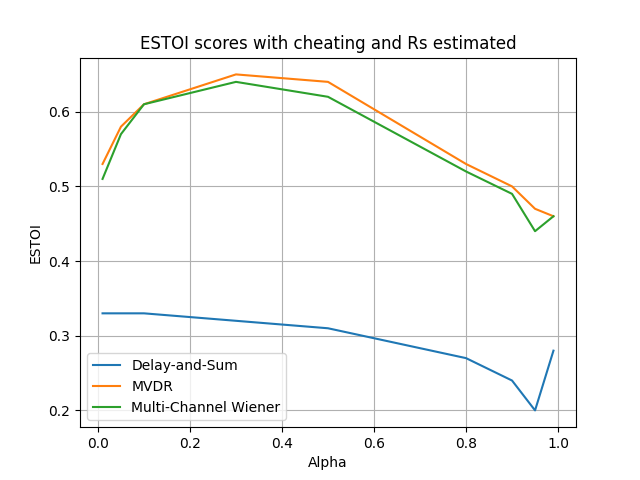 ESTOI scores with cheating and Rs estimated
0.6
0.5
0.4
0.3
0.2
ESTOI
Delay-and-Sum
MVDR
Multi-Channel Wiener
0.0 0.2 0.4 0.6 0.8 1.0
Alpha